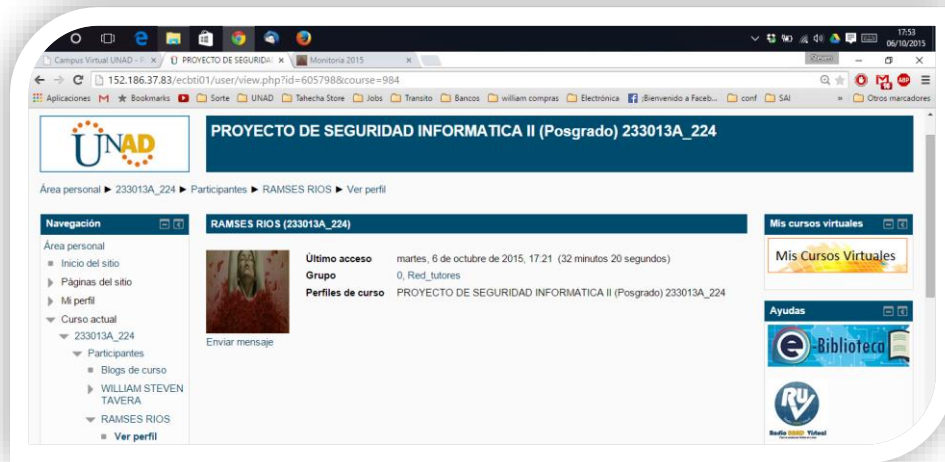 17:53
06/10/2015
Campus Virtual UNAD - P
PROYECTO DE SEGURIDA
Monitoria 2015
Steven
152.186.37.83/ecbti01/user/view.php?id=605798&course=984
Aplicaciones
Bookmarks
Sorte
UNAD
Tahecha Store
Jobs
Transito
Bancos
william compras
Electrónica
:Bienvenido a Faceb...
conf
SAI
»
Otros marcadores
UNAD
PROYECTO DE SEGURIDAD INFORMATICA II (Posgrado) 233013A_224
Área personal ► 233013A_224 ► Participantes ► RAMSES RIOS ► Ver perfil
Navegación
Área personal
Inicio del sitio
Páginas del sitio
Mi perfil
Curso actual
233013A_224
Participantes
Blogs de curso
WILLIAM STEVEN
TAVERA
RAMSES RIOS
Ver perfil
RAMSES RIOS (233013A_224)
Último acceso martes, 6 de octubre de 2015, 17:21 (32 minutos 20 segundos)
Grupo 0, Red_tutores
Perfiles de curso PROYECTO DE SEGURIDAD INFORMATICA II (Posgrado) 233013A_224
Enviar mensaje
Mis cursos virtuales
Mis Cursos Virtuales
Ayudas
e-Biblioteca
RUV
Radio UNAD Virtual